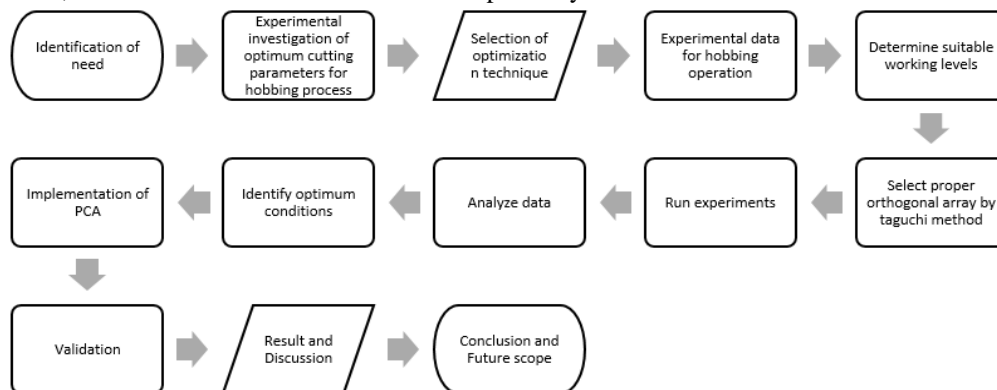 Identification of
need
Experimental
investigation of
optimum cutting
parameters for
hobbing process
Selection of
optimizatio
n technique
Experimental data
for hobbing
operation
Determine suitable
working levels
Select proper
orthogonal array by
taguchi method
Run experiments
Analyze data
Identify optimum
conditions
Implementation of
PCA
Validation
Result and
Discussion
Conclusion and
Future scope